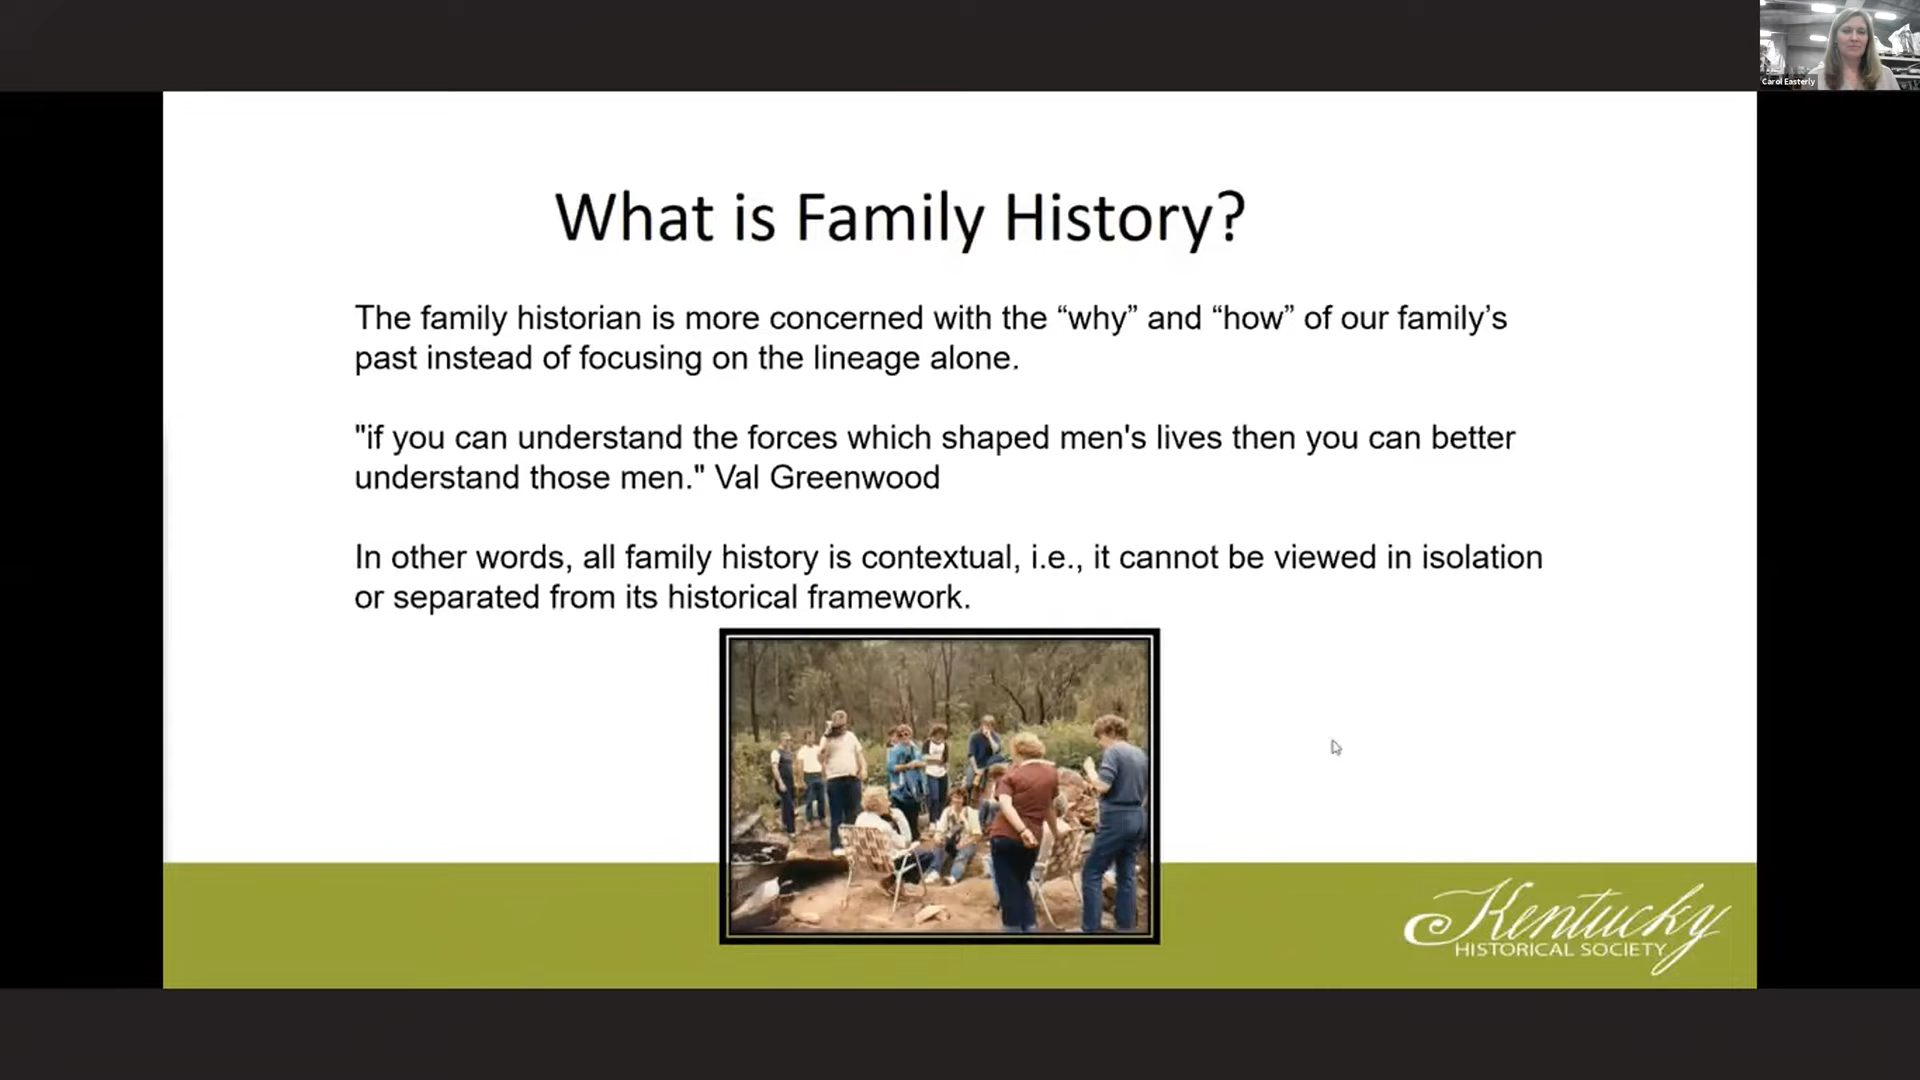 Carol Easterly
What is Family History?
The family historian is more concerned with the “why” and “how” of our family’s
past instead of focusing on the lineage alone.
"if you can understand the forces which shaped men's lives then you can better
understand those men." Val Greenwood
In other words, all family history is contextual, i.e., it cannot be viewed in isolation
or separated from its historical framework.
Kentucky
HISTORICAL SOCIETY